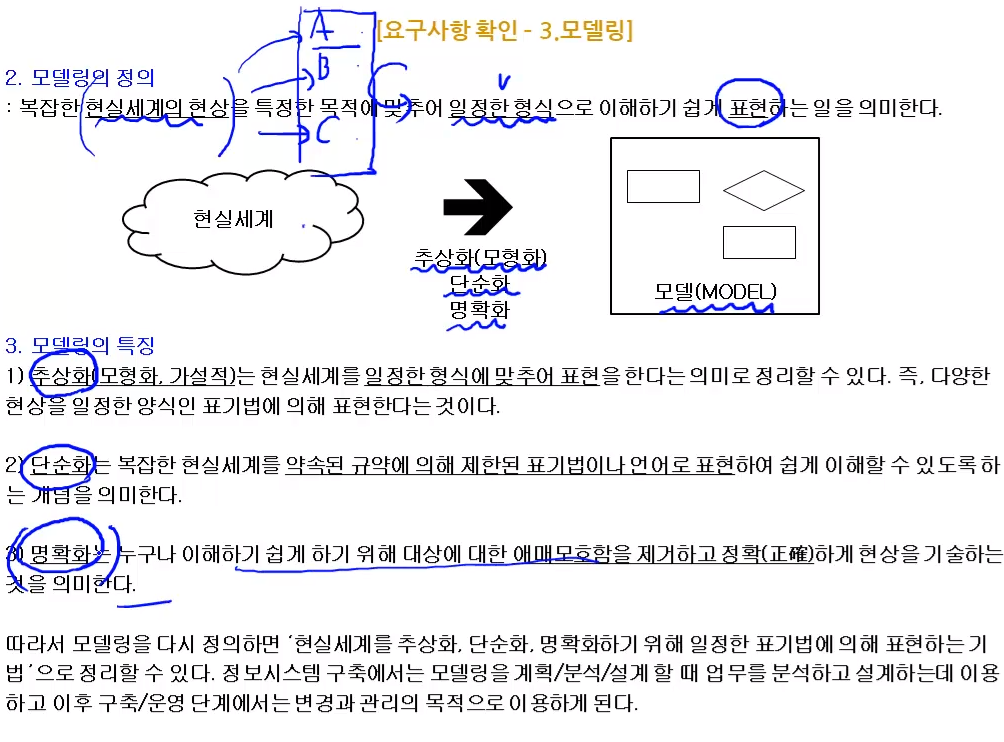 [요구사항 확인 - 3.모델링]
A
B
C
2. 모델링의 정의
: 복잡한 현실세계의 현상을 특정한 목적에 맞추어 일정한 형식으로 이해하기 쉽게 표현하는 일을 의미한다.
현실세계
추상화(모형화)
단순화
명확화
모델(MODEL)
3. 모델링의 특징
1) 추상화(모형화, 가설적)는 현실세계를 일정한 형식에 맞추어 표현을 한다는 의미로 정리할 수 있다. 즉, 다양한
현상을 일정한 양식인 표기법에 의해 표현한다는 것이다.
2) 단순화는 복잡한 현실세계를 약속된 규약에 의해 제한된 표기법이나 언어로 표현하여 쉽게 이해할 수 있도록 하
는 개념을 의미한다.
3) 명확화는 누구나 이해하기 쉽게 하기 위해 대상에 대한 애매모호함을 제거하고 정확(正確)하게 현상을 기술하는
것을 의미한다.
따라서 모델링을 다시 정의하면 '현실세계를 추상화, 단순화, 명확화하기 위해 일정한 표기법에 의해 표현하는 기
법'으로 정리할 수 있다. 정보시스템 구축에서는 모델링을 계획/분석/설계 할 때 업무를 분석하고 설계하는데 이용
하고 이후 구축/운영 단계에서는 변경과 관리의 목적으로 이용하게 된다.